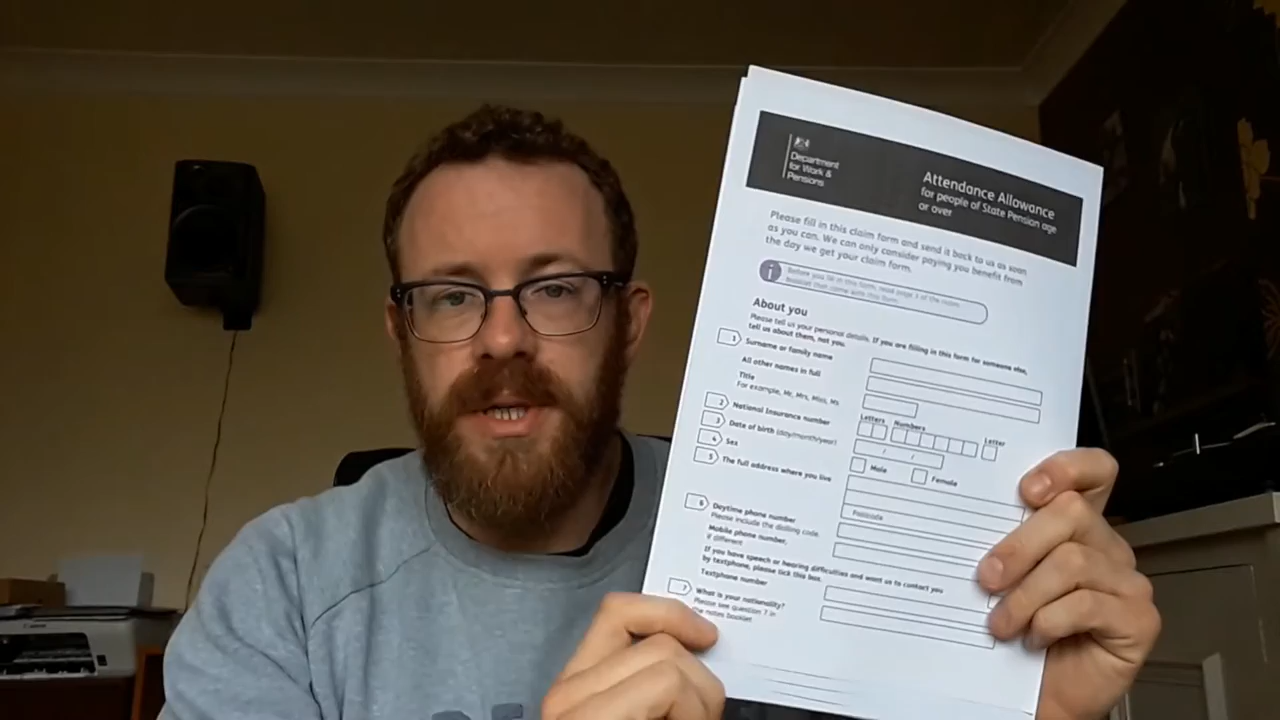 Department
for Work &
Pensions
Attendance Allowance
for people of State Pension age
or over
Please fill in this claim form and send it back to us as soon
as you can. We can only consider paying you benefit from
the day we get your claim form.
i
Before you fill in this form, read page 3 of the notes
booklet that came with this form.
About you
Please tell us your personal details. If you are filling in this form for someone else,
tell us about them, not you.
1 Surname or family name
All other names in full
Title
For example, Mr, Mrs, Miss, Ms
2 National Insurance number
Letters Numbers Letter
3 Date of birth (day/month/year)
/ /
4 Sex
Male Female
5 The full address where you live
Postcode
6 Daytime phone number
Please include the dialling code.
Mobile phone number,
if different
If you have speech or hearing difficulties and want us to contact you
by textphone, please tick this box.
Textphone number
7 What is your nationality?
Please see question 7 in
the notes booklet
Canon